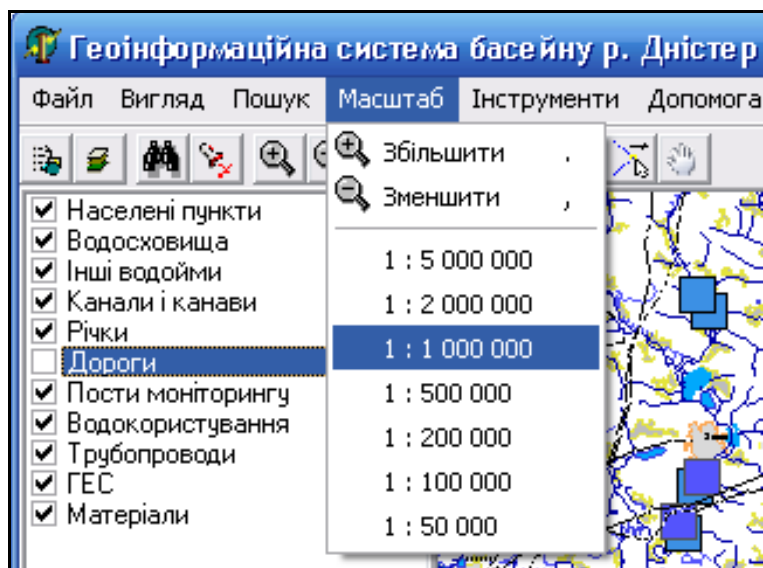 Геоінформаційна система басейну р. Дністер
Файл Вигляд Пошук Масштаб Інструменти Допомога
Збільшити .
Зменшити ,
1 : 5 000 000
1 : 2 000 000
1 : 1 000 000
1 : 500 000
1 : 200 000
1 : 100 000
1 : 50 000
Населені пункти
Водосховища
Інші водойми
Канали і канави
Річки
Дороги
Пости моніторингу
Водокористування
Трубопроводи
ГЕС
Матеріали